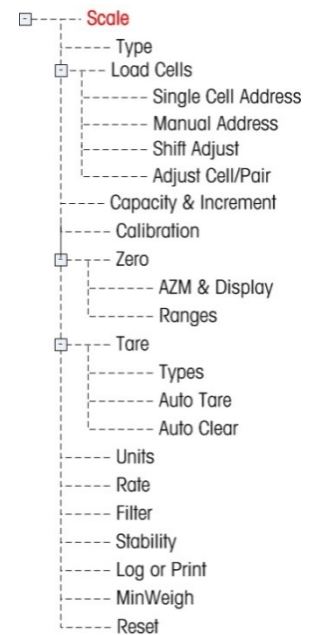 Scale
Type
Load Cells
Single Cell Address
Manual Address
Shift Adjust
Adjust Cell/Pair
Capacity & Increment
Calibration
Zero
AZM & Display
Ranges
Tare
Types
Auto Tare
Auto Clear
Units
Rate
Filter
Stability
Log or Print
MinWeigh
Reset